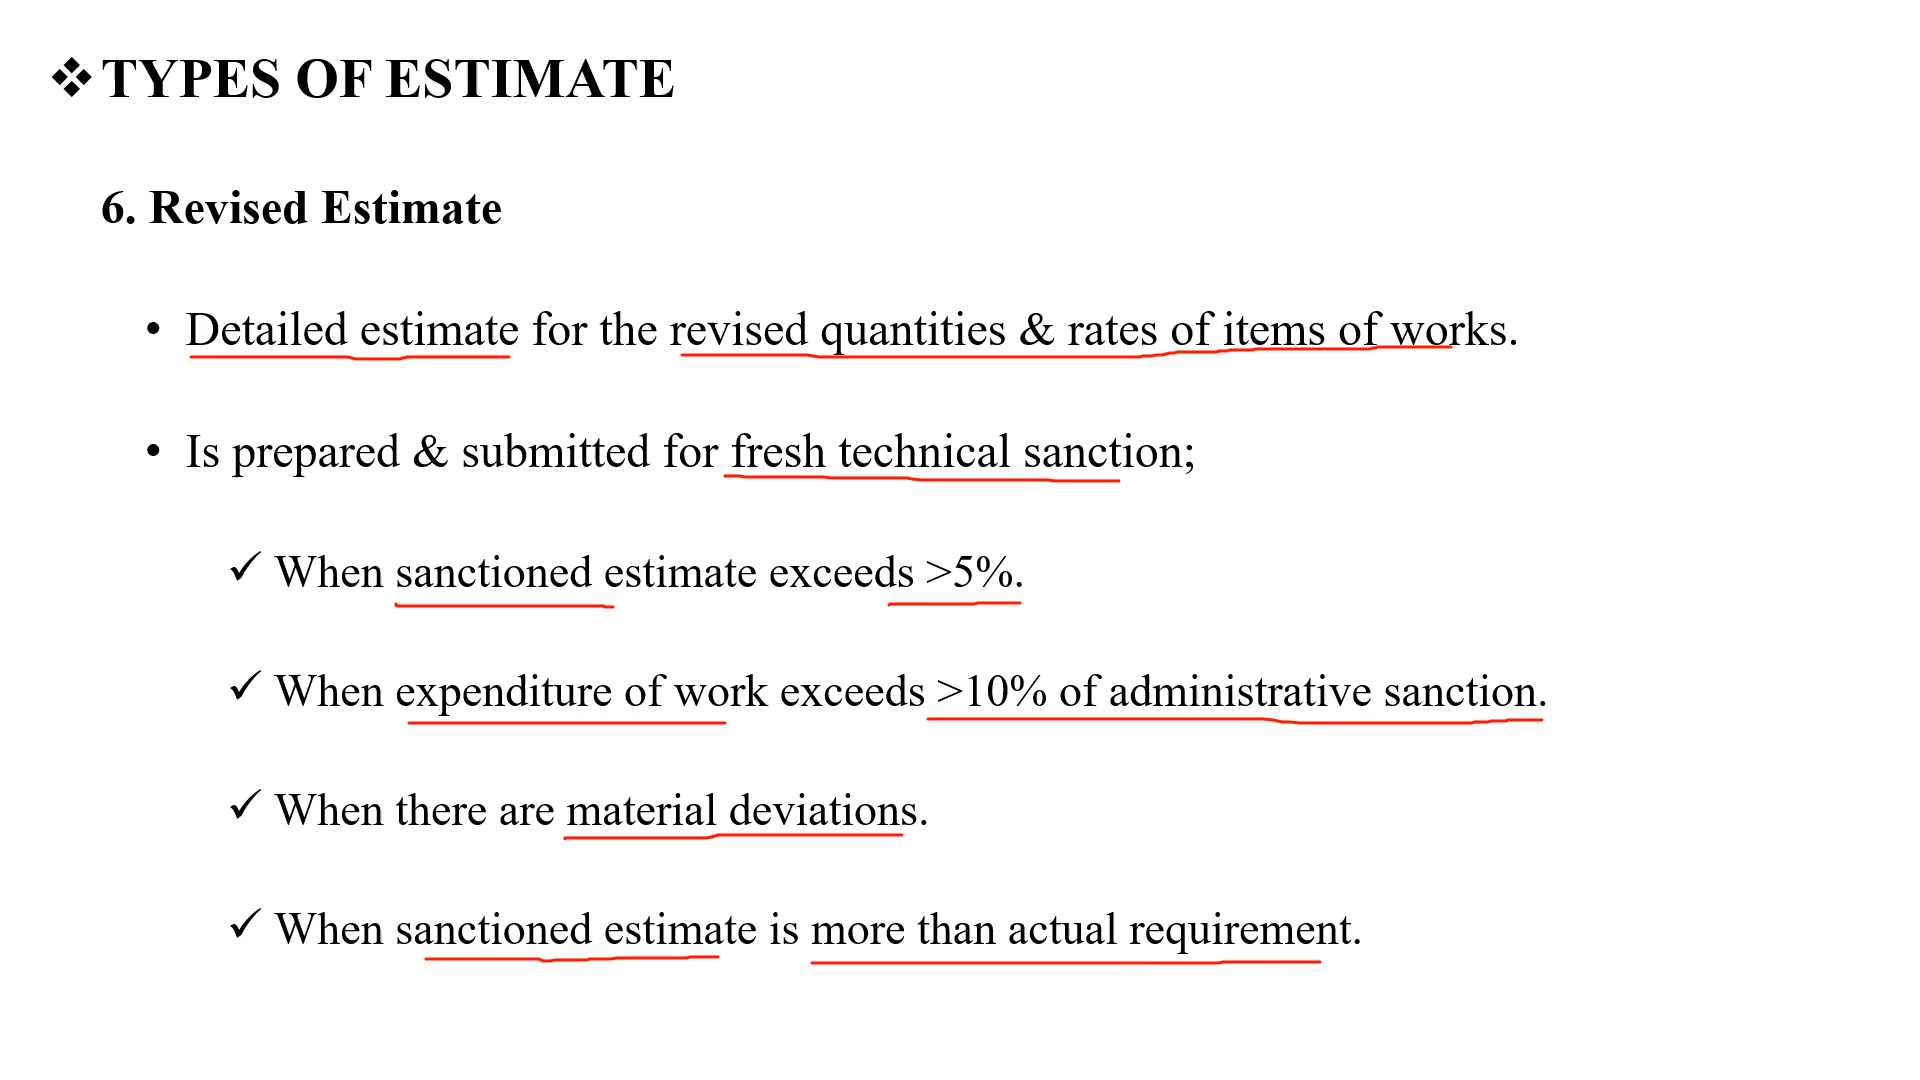 ❖ TYPES OF ESTIMATE
6. Revised Estimate
• Detailed estimate for the revised quantities & rates of items of works.
• Is prepared & submitted for fresh technical sanction;
✓ When sanctioned estimate exceeds >5%.
✓ When expenditure of work exceeds >10% of administrative sanction.
✓ When there are material deviations.
✓ When sanctioned estimate is more than actual requirement.